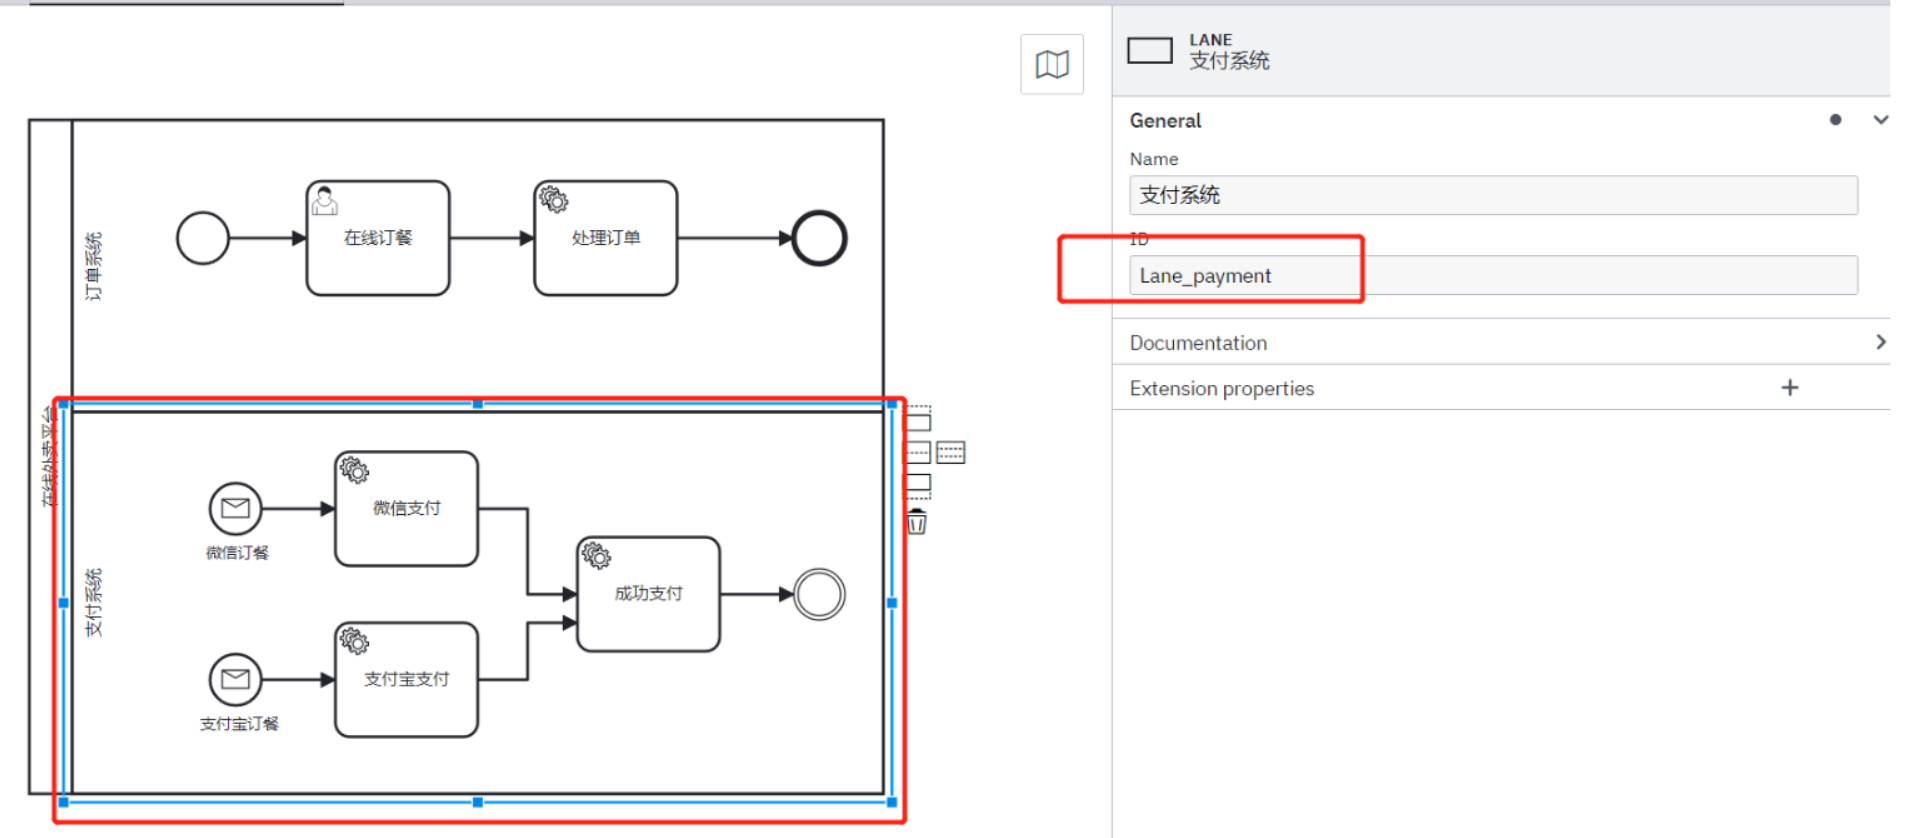 在线外卖平台
订单系统
在线订餐
处理订单
支付系统
微信订餐
微信支付
成功支付
支付宝订餐
支付宝支付
LANE
支付系统
General
Name
支付系统
ID
Lane_payment
Documentation
Extension properties